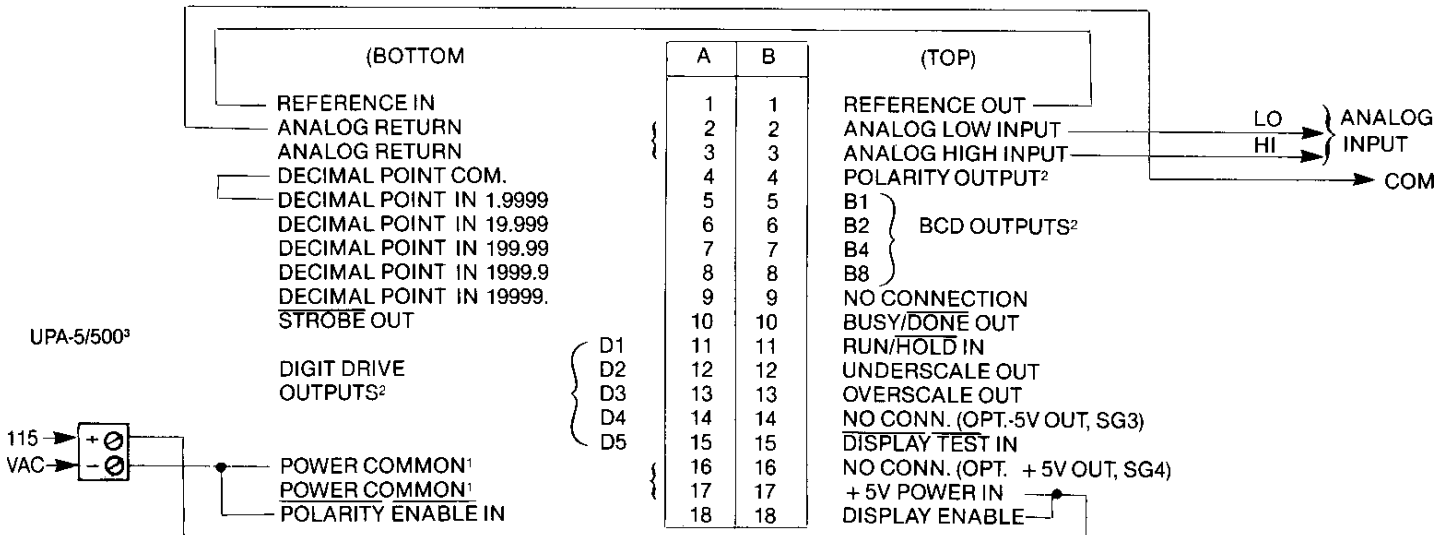 (BOTTOM A B (TOP)
REFERENCE IN 1 1 REFERENCE OUT
ANALOG RETURN { 2 2 ANALOG LOW INPUT LO } ANALOG
ANALOG RETURN 3 3 ANALOG HIGH INPUT HI INPUT
DECIMAL POINT COM. 4 4 POLARITY OUTPUT² COM
DECIMAL POINT IN 1.9999 5 5 B1
DECIMAL POINT IN 19.999 6 6 B2 } BCD OUTPUTS²
DECIMAL POINT IN 199.99 7 7 B4
DECIMAL POINT IN 1999.9 8 8 B8
DECIMAL POINT IN 19999. 9 9 NO CONNECTION
STROBE OUT 10 10 BUSY/DONE OUT
UPA-5/500³ D1 11 11 RUN/HOLD IN
DIGIT DRIVE { D2 12 12 UNDERSCALE OUT
OUTPUTS² D3 13 13 OVERSCALE OUT
D4 14 14 NO CONN. (OPT.-5V OUT, SG3)
115 + D5 15 15 DISPLAY TEST IN
VAC - POWER COMMON¹ { 16 16 NO CONN. (OPT. + 5V OUT, SG4)
POWER COMMON¹ 17 17 + 5V POWER IN
POLARITY ENABLE IN 18 18 DISPLAY ENABLE